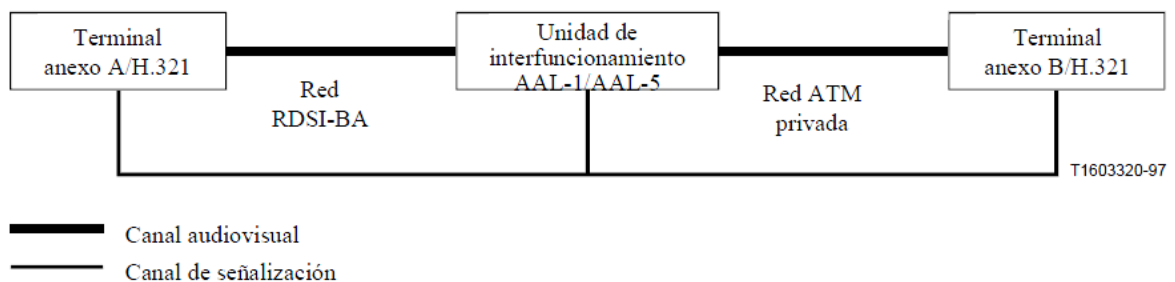 Terminal
anexo A/H.321
Unidad de
interfuncionamiento
AAL-1/AAL-5
Terminal
anexo B/H.321
Red
RDSI-BA
Red ATM
privada
T1603320-97
Canal audiovisual
Canal de señalización